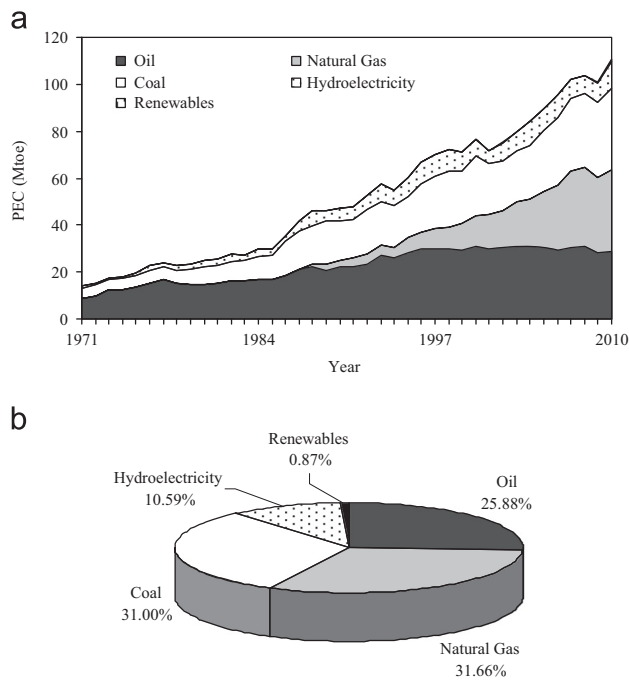 a
120
100
80
60
40
20
0
PEC (Mtoe)
Oil
Natural Gas
Coal
Hydroelectricity
Renewables
1971
1984
1997
2010
Year
b
Renewables
0.87%
Hydroelectricity
10.59%
Oil
25.88%
Coal
31.00%
Natural Gas
31.66%